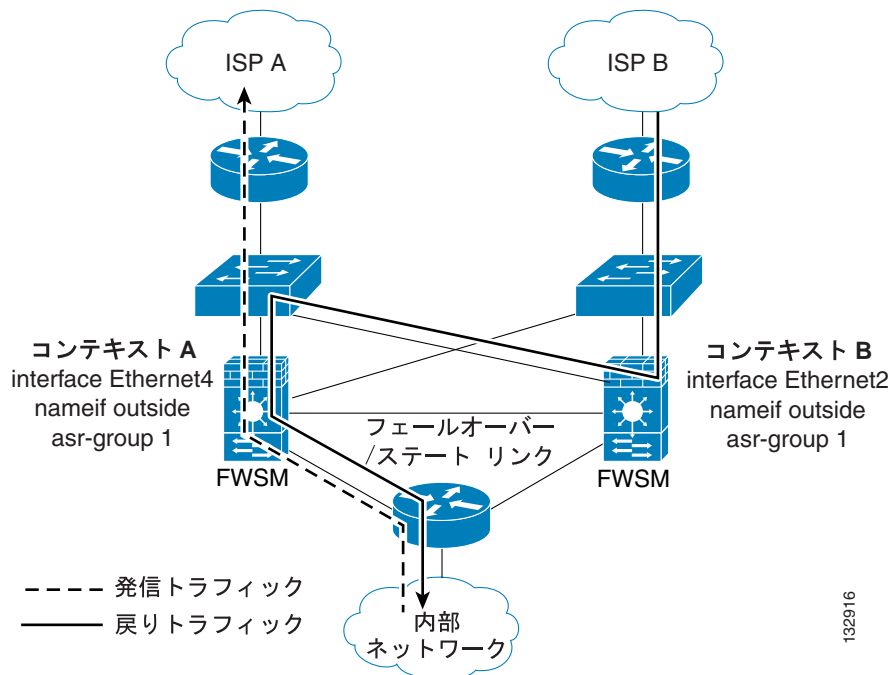 ISP A
ISP B
コンテキスト A
interface Ethernet4
nameif outside
asr-group 1
コンテキスト B
interface Ethernet2
nameif outside
asr-group 1
フェールオーバー
/ステート リンク
FWSM
FWSM
発信トラフィック
戻りトラフィック
内部
ネットワーク
132916